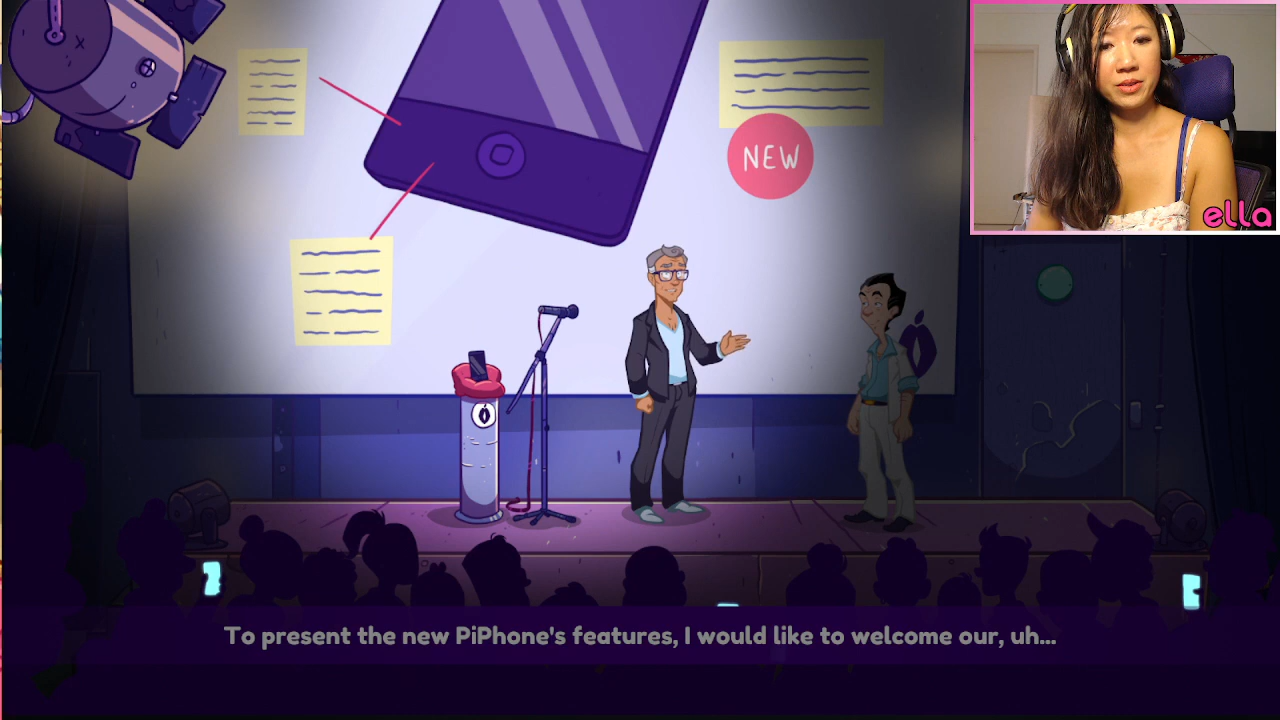 NEW
ella
To present the new PiPhone's features, I would like to welcome our, uh...